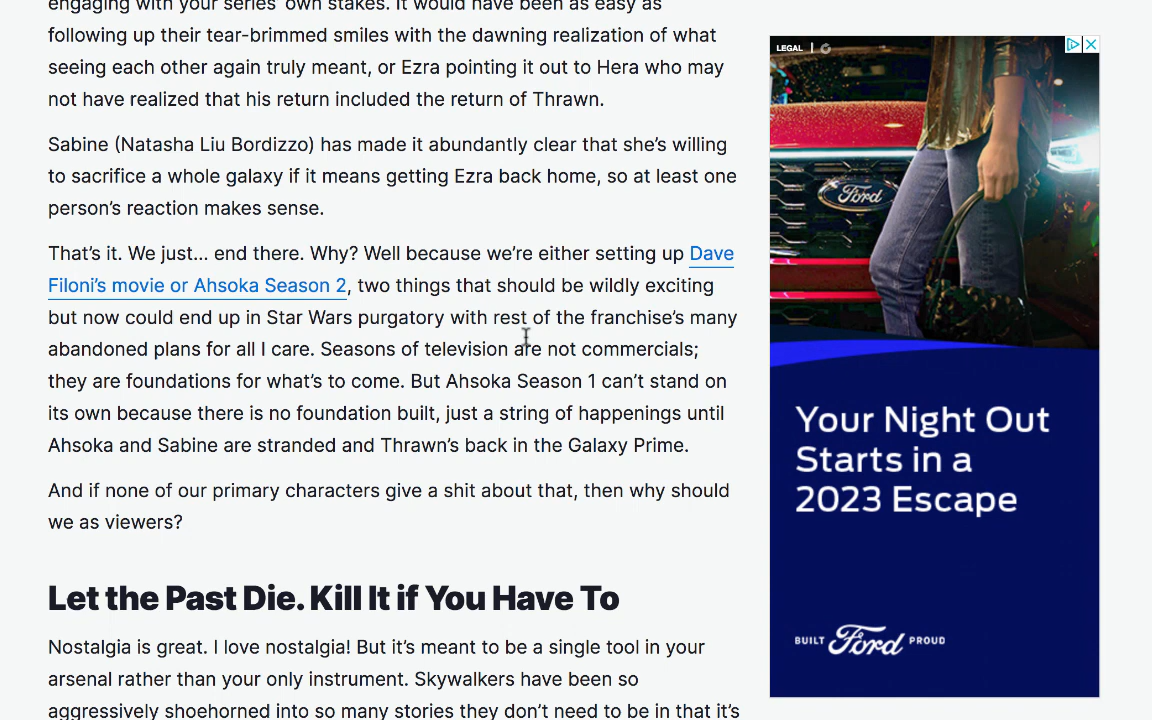 engaging with your series' own stakes. It would have been as easy as
following up their tear-brimmed smiles with the dawning realization of what
seeing each other again truly meant, or Ezra pointing it out to Hera who may
not have realized that his return included the return of Thrawn.
Sabine (Natasha Liu Bordizzo) has made it abundantly clear that she’s willing
to sacrifice a whole galaxy if it means getting Ezra back home, so at least one
person’s reaction makes sense.
That’s it. We just... end there. Why? Well because we’re either setting up Dave
Filoni’s movie or Ahsoka Season 2, two things that should be wildly exciting
but now could end up in Star Wars purgatory with rest of the franchise’s many
abandoned plans for all I care. Seasons of television are not commercials;
they are foundations for what’s to come. But Ahsoka Season 1 can’t stand on
its own because there is no foundation built, just a string of happenings until
Ahsoka and Sabine are stranded and Thrawn’s back in the Galaxy Prime.
And if none of our primary characters give a shit about that, then why should
we as viewers?
Let the Past Die. Kill It if You Have To
Nostalgia is great. I love nostalgia! But it’s meant to be a single tool in your
arsenal rather than your only instrument. Skywalkers have been so
aggressively shoehorned into so many stories they don’t need to be in that it’s
LEGAL
Ford
Your Night Out
Starts in a
2023 Escape
BUILT Ford PROUD